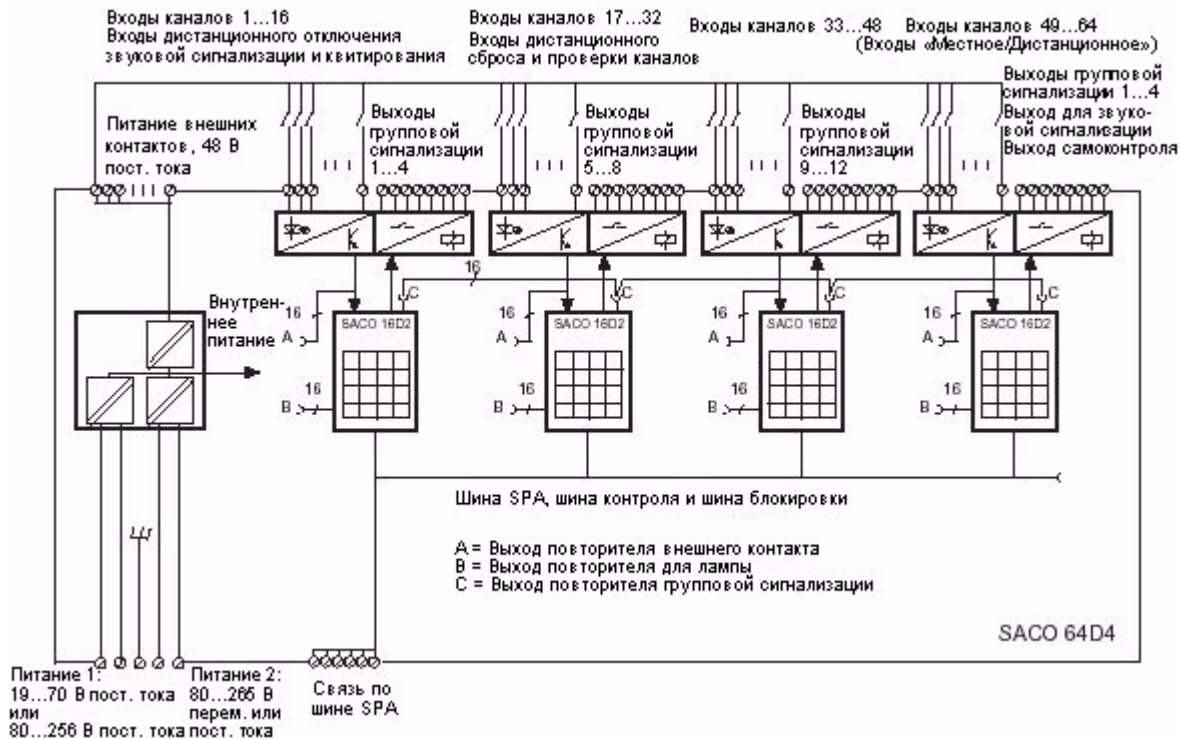 Входы каналов 1...16
Входы дистанционного отключения
звуковой сигнализации и квитирования
Входы каналов 17...32
Входы дистанционного
сброса и проверки каналов
Входы каналов 33...48
Входы каналов 49...64
(Входы «Местное/Дистанционное»)
Питание внешних
контактов, 48 В
пост. тока
Выходы
групповой
сигнализации
1...4
Выходы
групповой
сигнализации
5...8
Выходы
групповой
сигнализации
9...12
Выходы групповой
сигнализации 1...4
Выход для звуко-
вой сигнализации
Выход самоконтроля
Внутрен-
нее
питание
16
C
C
C
C
16
A
SACO 16D2
16
B
16
A
SACO 16D2
16
B
16
A
SACO 16D2
16
B
16
A
SACO 16D2
16
B
Шина SPA, шина контроля и шина блокировки
A = Выход повторителя внешнего контакта
B = Выход повторителя для лампы
C = Выход повторителя групповой сигнализации
SACO 64D4
Питание 1:
19...70 В пост. тока
или
80...256 В пост. тока
Питание 2:
80...265 В
перем. или
пост. тока
Связь по
шине SPA